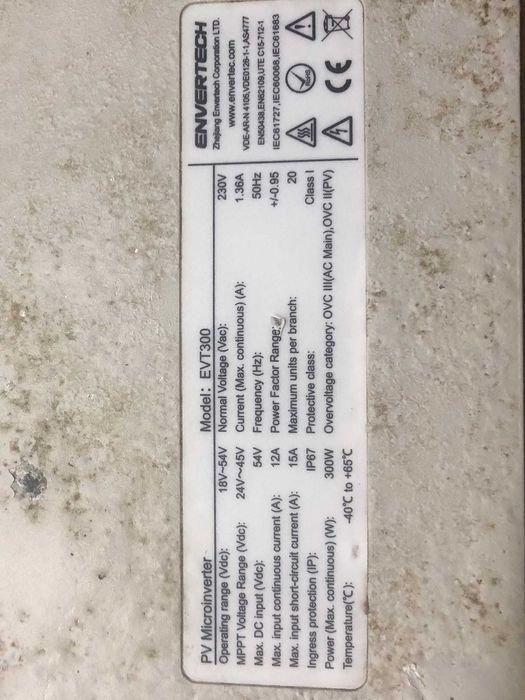 PV Microinverter Model: EVT300
Operating range (Vdc): 18V~54V Normal Voltage (Vac): 230V
MPPT Voltage Range (Vdc): 24V~45V Current (Max. continuous) (A): 1.36A
Max. DC input (Vdc): 54V Frequency (Hz): 50Hz
Max. input continuous current (A): 12A Power Factor Range: +/-0.95
Max. input short-circuit current (A): 15A Maximum units per branch: 20
Ingress protection (IP): IP67 Protective class: Class I
Power (Max. continuous) (W): 300W Overvoltage category: OVC III(AC Main),OVC II(PV)
Temperature(℃): -40℃ to +65℃
ENVERTECH
Zhejiang Envertech Corporation LTD.
www.envertec.com
VDE-AR-N 4105,VDE0126-1-1,AS4777
EN50438,EN62109,UTE C15-712-1
IEC61727,IEC60068,IEC61683
RoHS
CE